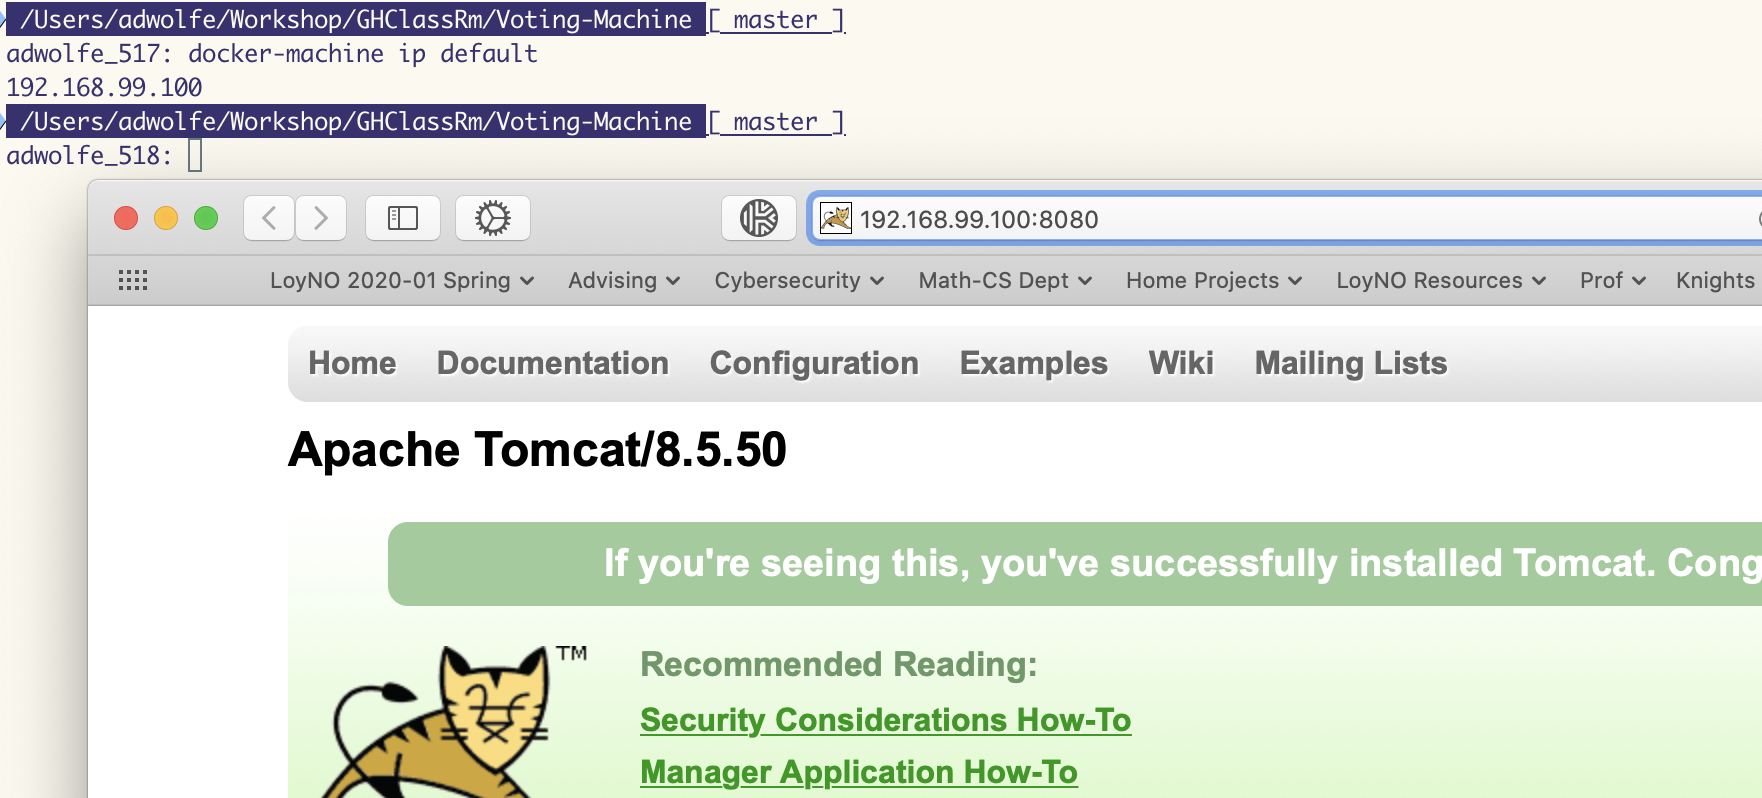 /Users/adwolfe/Workshop/GHClassRm/Voting-Machine [ master ]
adwolfe_517: docker-machine ip default
192.168.99.100
/Users/adwolfe/Workshop/GHClassRm/Voting-Machine [ master ]
adwolfe_518:
192.168.99.100:8080
LoyNO 2020-01 Spring Advising Cybersecurity Math-CS Dept Home Projects LoyNO Resources Prof Knights
Home Documentation Configuration Examples Wiki Mailing Lists
Apache Tomcat/8.5.50
If you're seeing this, you've successfully installed Tomcat. Cong
TM
Recommended Reading:
Security Considerations How-To
Manager Application How-To